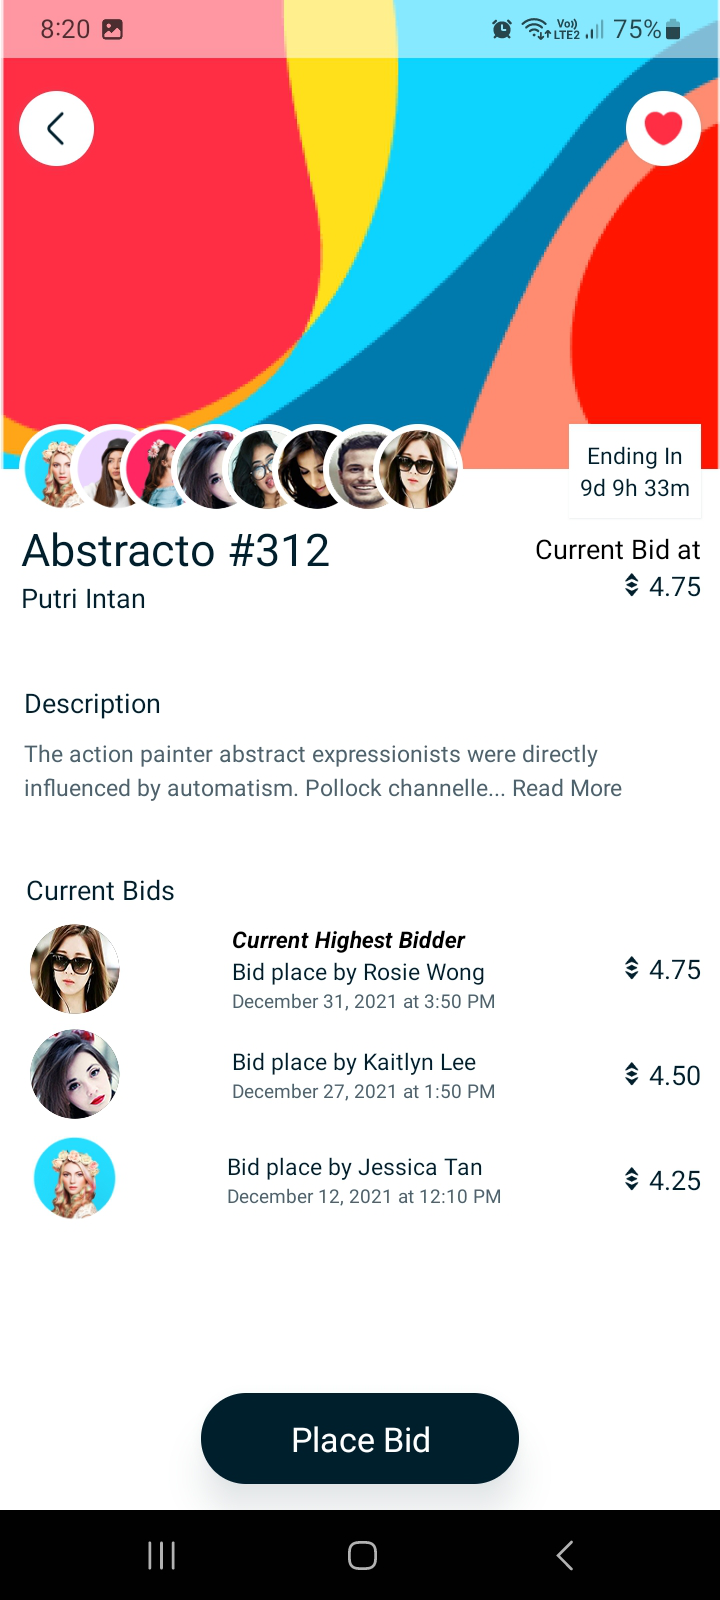 8:20
Vo))
LTE2
75%
Ending In
9d 9h 33m
Abstracto #312
Current Bid at
4.75
Putri Intan
Description
The action painter abstract expressionists were directly
influenced by automatism. Pollock channelle... Read More
Current Bids
Current Highest Bidder
Bid place by Rosie Wong
4.75
December 31, 2021 at 3:50 PM
Bid place by Kaitlyn Lee
4.50
December 27, 2021 at 1:50 PM
Bid place by Jessica Tan
4.25
December 12, 2021 at 12:10 PM
Place Bid